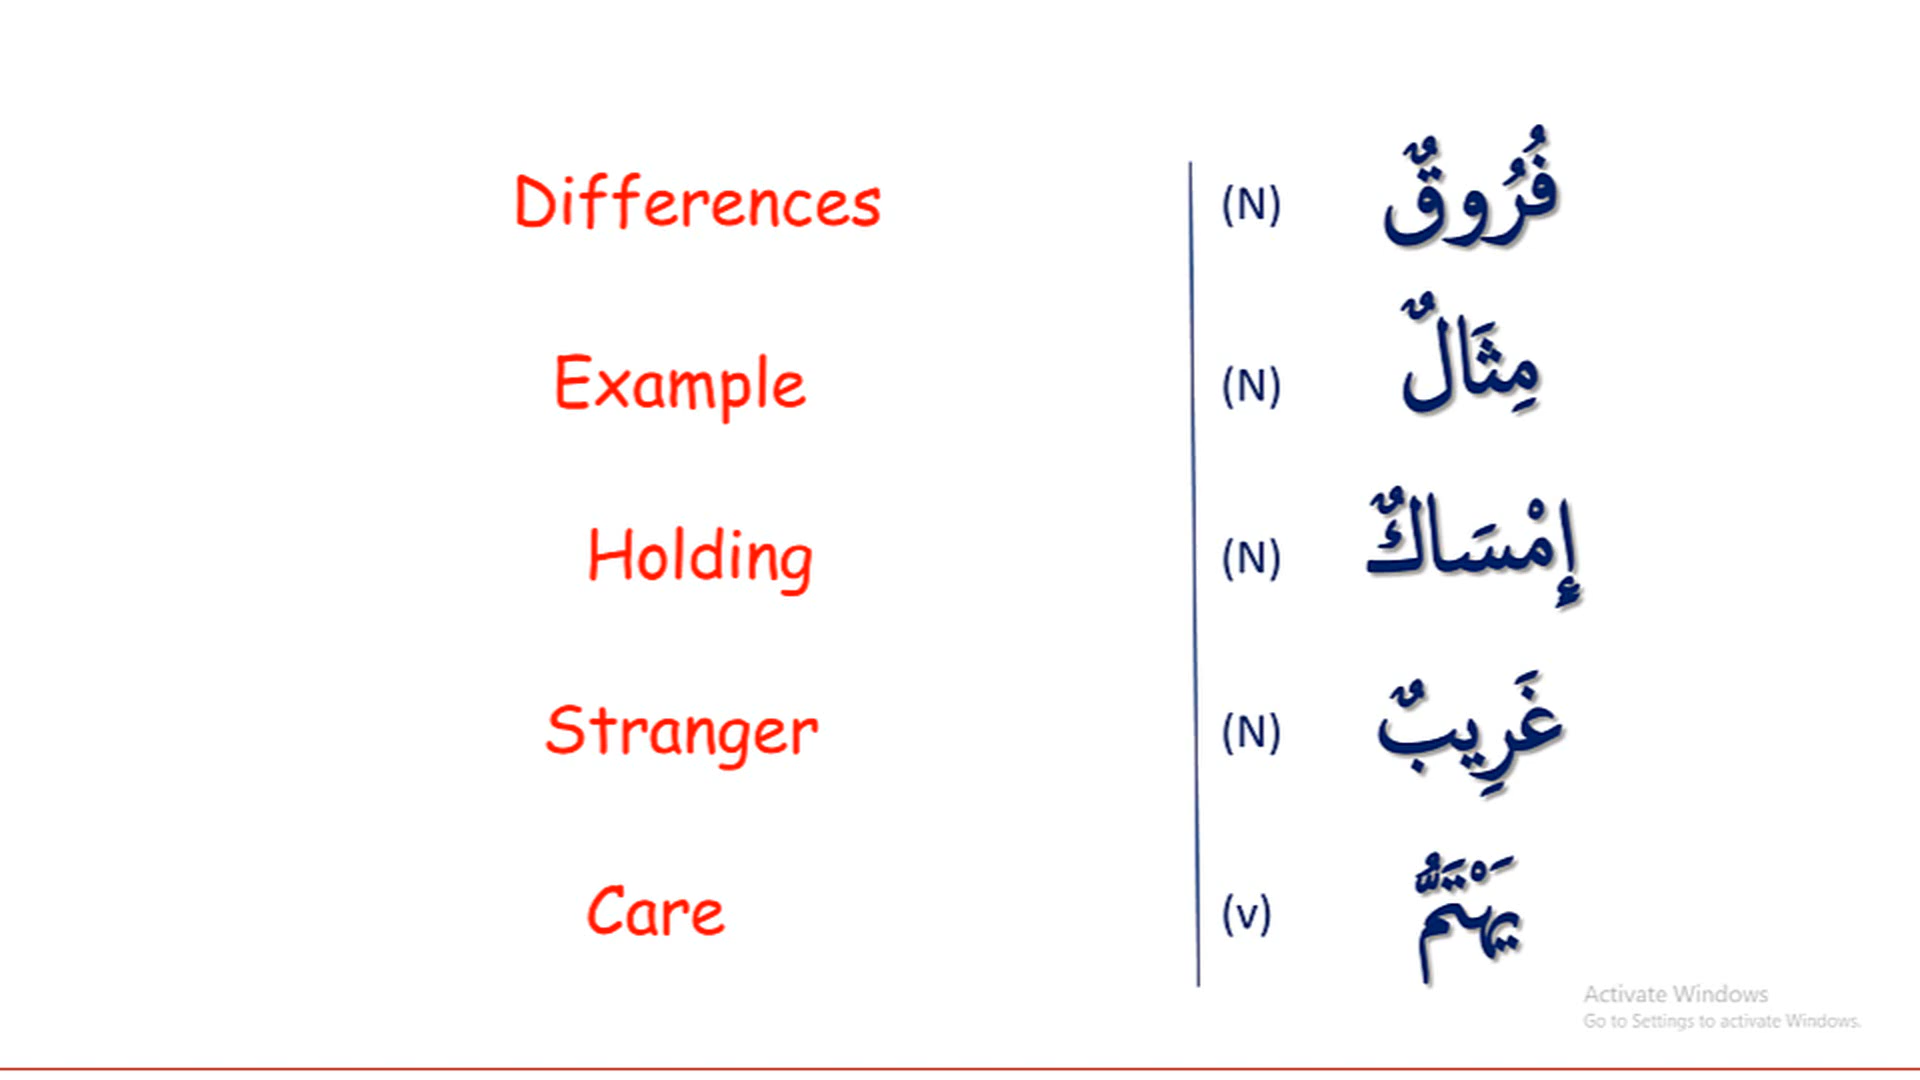 Differences (N) فُرُوقٌ
Example (N) مِثَالٌ
Holding (N) إِمْسَاكٌ
Stranger (N) غَرِيبٌ
Care (v) يَهْتَمُّ
Activate Windows
Go to Settings to activate Windows.